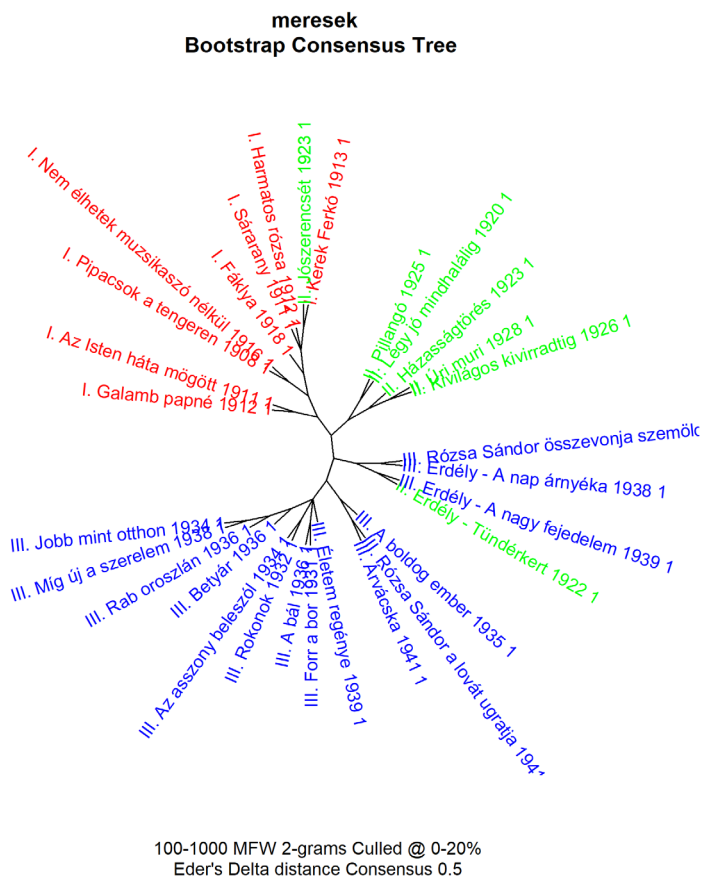 meresek
Bootstrap Consensus Tree
I. Nem élhetek muzsikaszó nélkül 1916 1
I. Pipacsok a tengeren 1908 1
I. Az Isten háta mögött 1911 1
I. Galamb papné 1912 1
I. Fáklya 1918 1
I. Sárarany 1911 1
I. Harmatos rózsa 1912 1
II. Jószerencsét 1923 1
I. Kerek Ferkó 1913 1
II. Pillangó 1925 1
II. Légy jó mindhalálig 1920 1
II. Házasságtörés 1923 1
II. Úri muri 1928 1
II. Kivilágos kivirradtig 1926 1
III. Rózsa Sándor összevonja
III. Erdély - A nap árnyéka 1938 1
III. Erdély - A nagy fejedelem 1939 1
II. Erdély - Tündérkert 1922 1
III. A boldog ember 1935 1
III. Rózsa Sándor a lovát ugratja
III. Árvácska 1941 1
III. Életem regénye 1939 1
III. Forr a bor 1931 1
III. A bál 1936 1
III. Rokonok 1932 1
III. Az asszony beleszól 1934 1
III. Betyár 1936 1
III. Rab oroszlán 1936 1
III. Míg új a szerelem 1938 1
III. Jobb mint otthon 1934 1
100-1000 MFW 2-grams Culled @ 0-20%
Eder's Delta distance Consensus 0.5